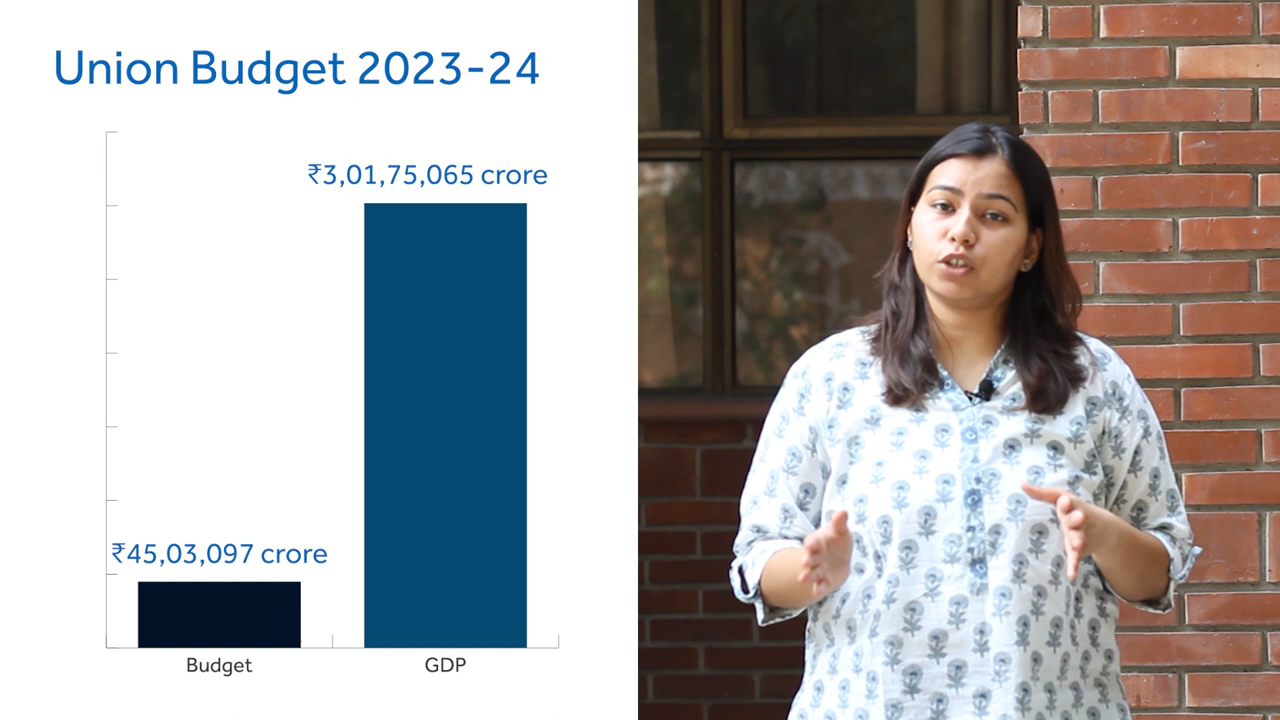 Union Budget 2023-24
₹3,01,75,065 crore
₹45,03,097 crore
Budget
GDP